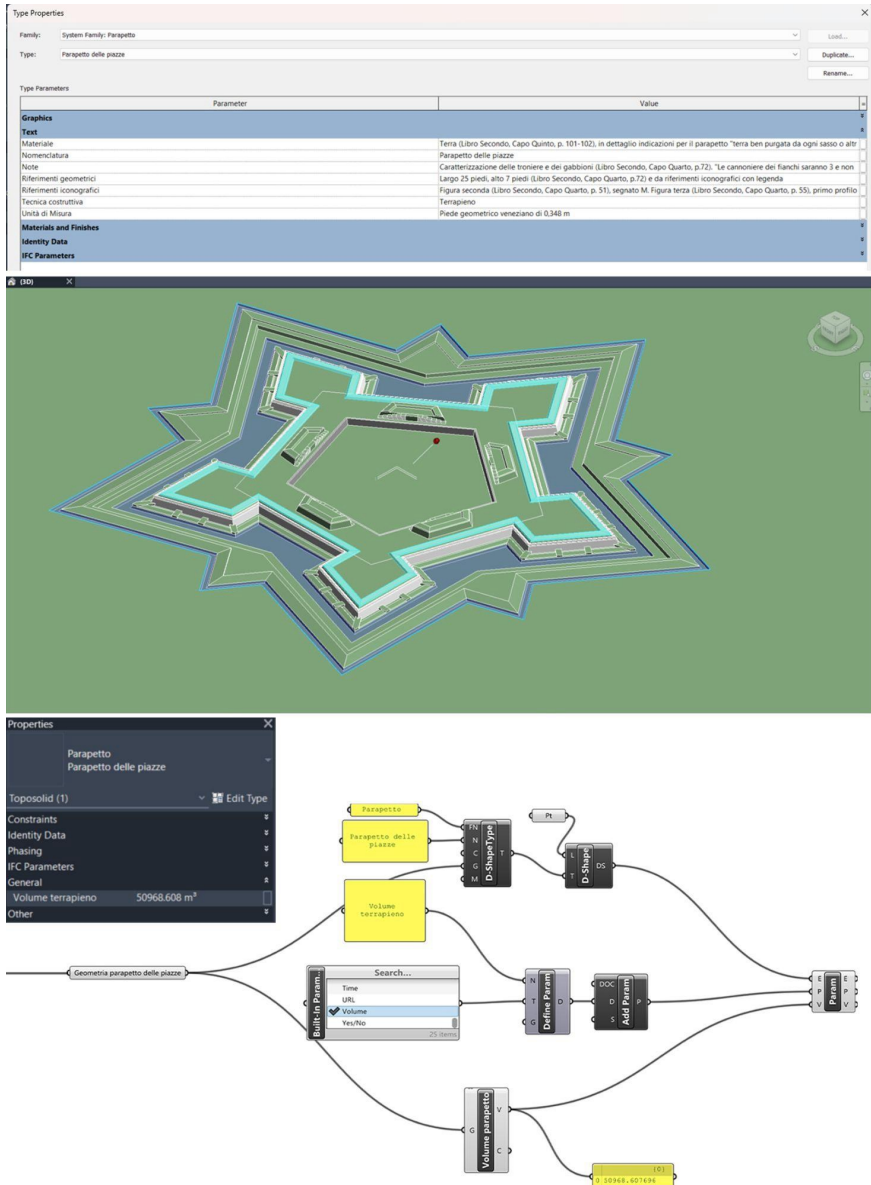 Type Properties
Family:
System Family: Parapetto
Load...
Type:
Parapetto delle piazze
Duplicate...
Rename...
Type Parameters
Parameter
Value
=
Graphics
Text
Materiale
Terra (Libro Secondo, Capo Quinto, p. 101-102), in dettaglio indicazioni per il parapetto "terra ben purgata da ogni sasso o altr
Nomenclatura
Parapetto delle piazze
Note
Caratterizzazione delle troniere e dei gabbioni (Libro Secondo, Capo Quarto, p.72). "Le cannoniere dei fianchi saranno 3 e non
Riferimenti geometrici
Largo 25 piedi, alto 7 piedi (Libro Secondo, Capo Quarto, p.72) e da riferimenti iconografici con legenda
Riferimenti iconografici
Figura seconda (Libro Secondo, Capo Quarto, p. 51), segnato M. Figura terza (Libro Secondo, Capo Quarto, p. 55), primo profilo
Tecnica costruttiva
Terrapieno
Unità di Misura
Piede geometrico veneziano di 0,348 m
Materials and Finishes
Identity Data
IFC Parameters
{3D}
Properties
Parapetto
Parapetto delle piazze
Toposolid (1)
Edit Type
Constraints
Identity Data
Phasing
IFC Parameters
General
Volume terrapieno
50968.608 m³
Other
Parapetto
Parapetto delle
piazze
Volume
terrapieno
FN
N
C
G
M
D-ShapeType
T
Pt
L
T
D-Shape
DS
Geometria parapetto delle piazze
Built-In Param...
Search...
Time
URL
Volume
Yes/No
25 items
N
T
G
Define Param
D
DOC
D
S
Add Param
P
E
P
V
Param
E
P
V
G
Volume parapetto
V
C
{0}
0 50968.607696